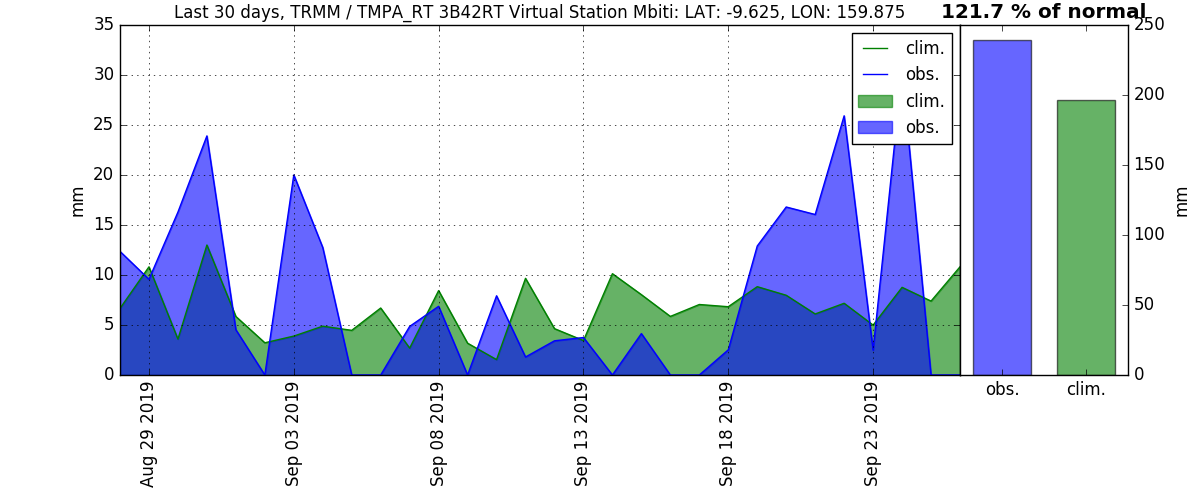 Last 30 days, TRMM / TMPA_RT 3B42RT Virtual Station Mbiti: LAT: -9.625, LON: 159.875
121.7 % of normal
35
30
25
20
15
10
5
0
mm
clim.
obs.
clim.
obs.
Aug 29 2019
Sep 03 2019
Sep 08 2019
Sep 13 2019
Sep 18 2019
Sep 23 2019
250
200
150
100
50
0
mm
obs.
clim.